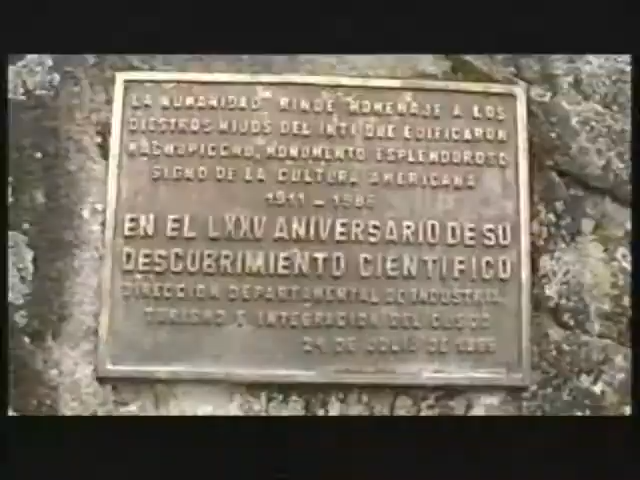 LA HUMANIDAD RINDE HOMENAJE A LOS
DIESTROS HIJOS DEL INTI QUE EDIFICARON
MACHUPICCHU, MONUMENTO ESPLENDOROSO
SIGNO DE LA CULTURA AMERICANA
1911 - 1986
EN EL LXXV ANIVERSARIO DE SU
DESCUBRIMIENTO CIENTIFICO
DIRECCION DEPARTAMENTAL DE INDUSTRIA
TURISMO E INTEGRACION DEL CUSCO
24 DE JULIO DE 1986